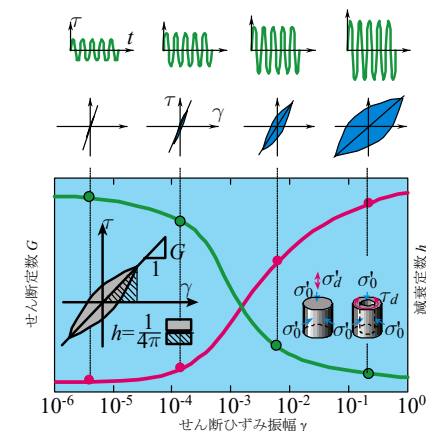 τ
t
τ
γ
せん断定数 G
減衰定数 h
τ
G
1
γ
h=1/4π
σ'd
σ'0
σ'0
σ'0
σ'0
τd
σ'0
σ'0
10^-6 10^-5 10^-4 10^-3 10^-2 10^-1 10^0
せん断ひずみ振幅 γ